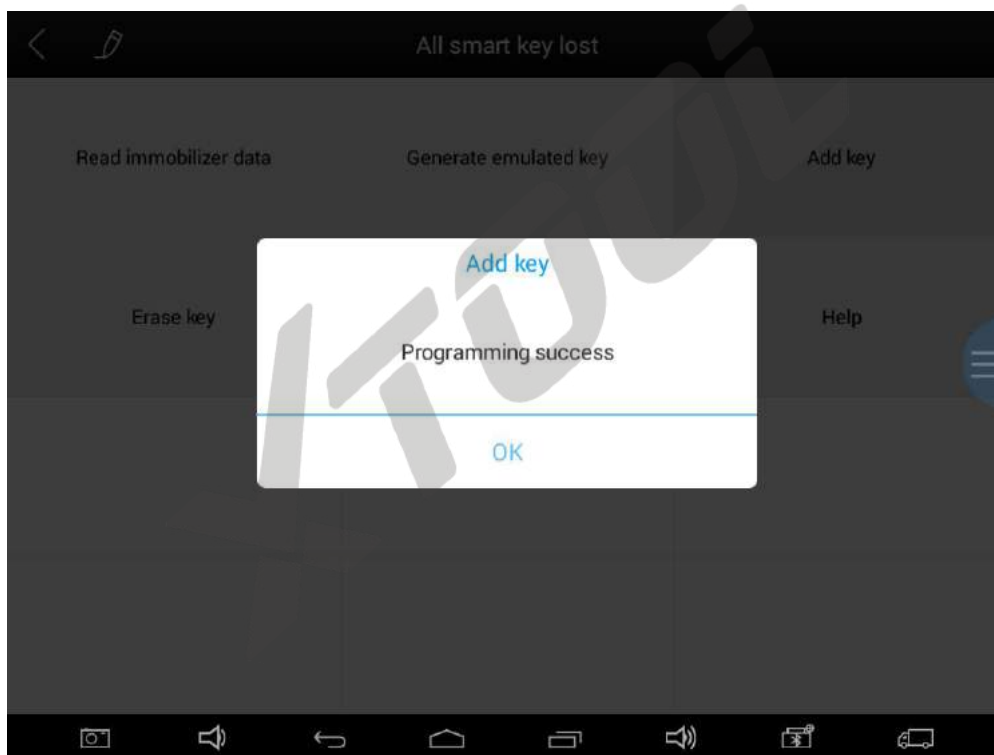 All smart key lost
Read immobilizer data
Generate emulated key
Add key
Add key
Erase key
Help
Programming success
OK
XTOOL